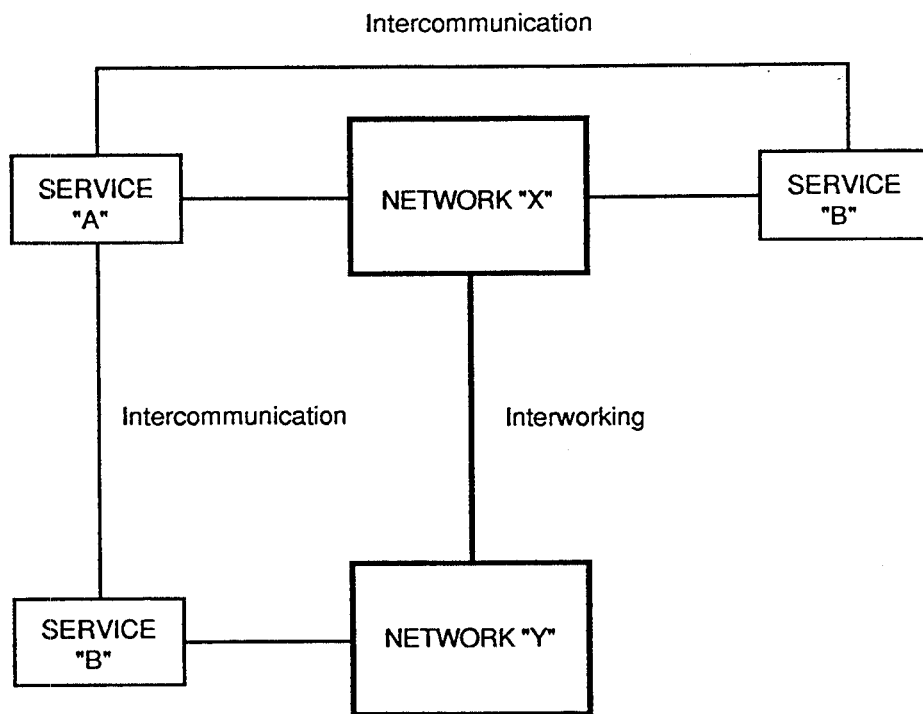 Intercommunication
SERVICE
"A"
NETWORK "X"
SERVICE
"B"
Intercommunication
Interworking
SERVICE
"B"
NETWORK "Y"